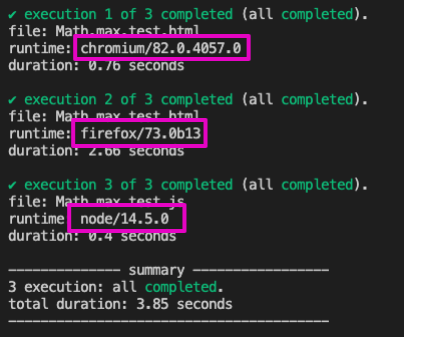 ✔ execution 1 of 3 completed (all completed).
file: Math.max.test.html
runtime: chromium/82.0.4057.0
duration: 0.76 seconds
✔ execution 2 of 3 completed (all completed).
file: Math.max.test.html
runtime: firefox/73.0b13
duration: 2.66 seconds
✔ execution 3 of 3 completed (all completed).
file: Math.max.test.js
runtime node/14.5.0
duration: 0.4 seconds
-------------- summary -----------------
3 execution: all completed.
total duration: 3.85 seconds
----------------------------------------